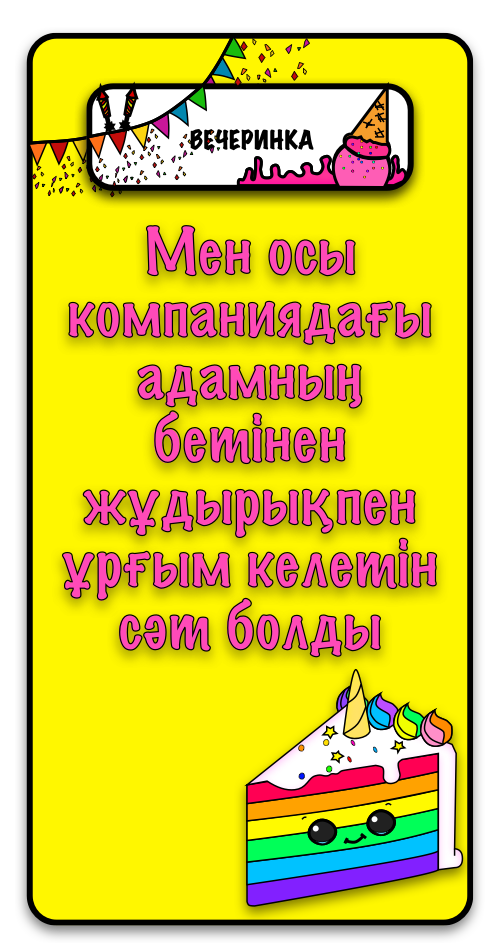 ВЕЧЕРИНКА
Мен осы
компаниядағы
адамның
бетінен
жұдырықпен
ұрғым келетін
сәт болды